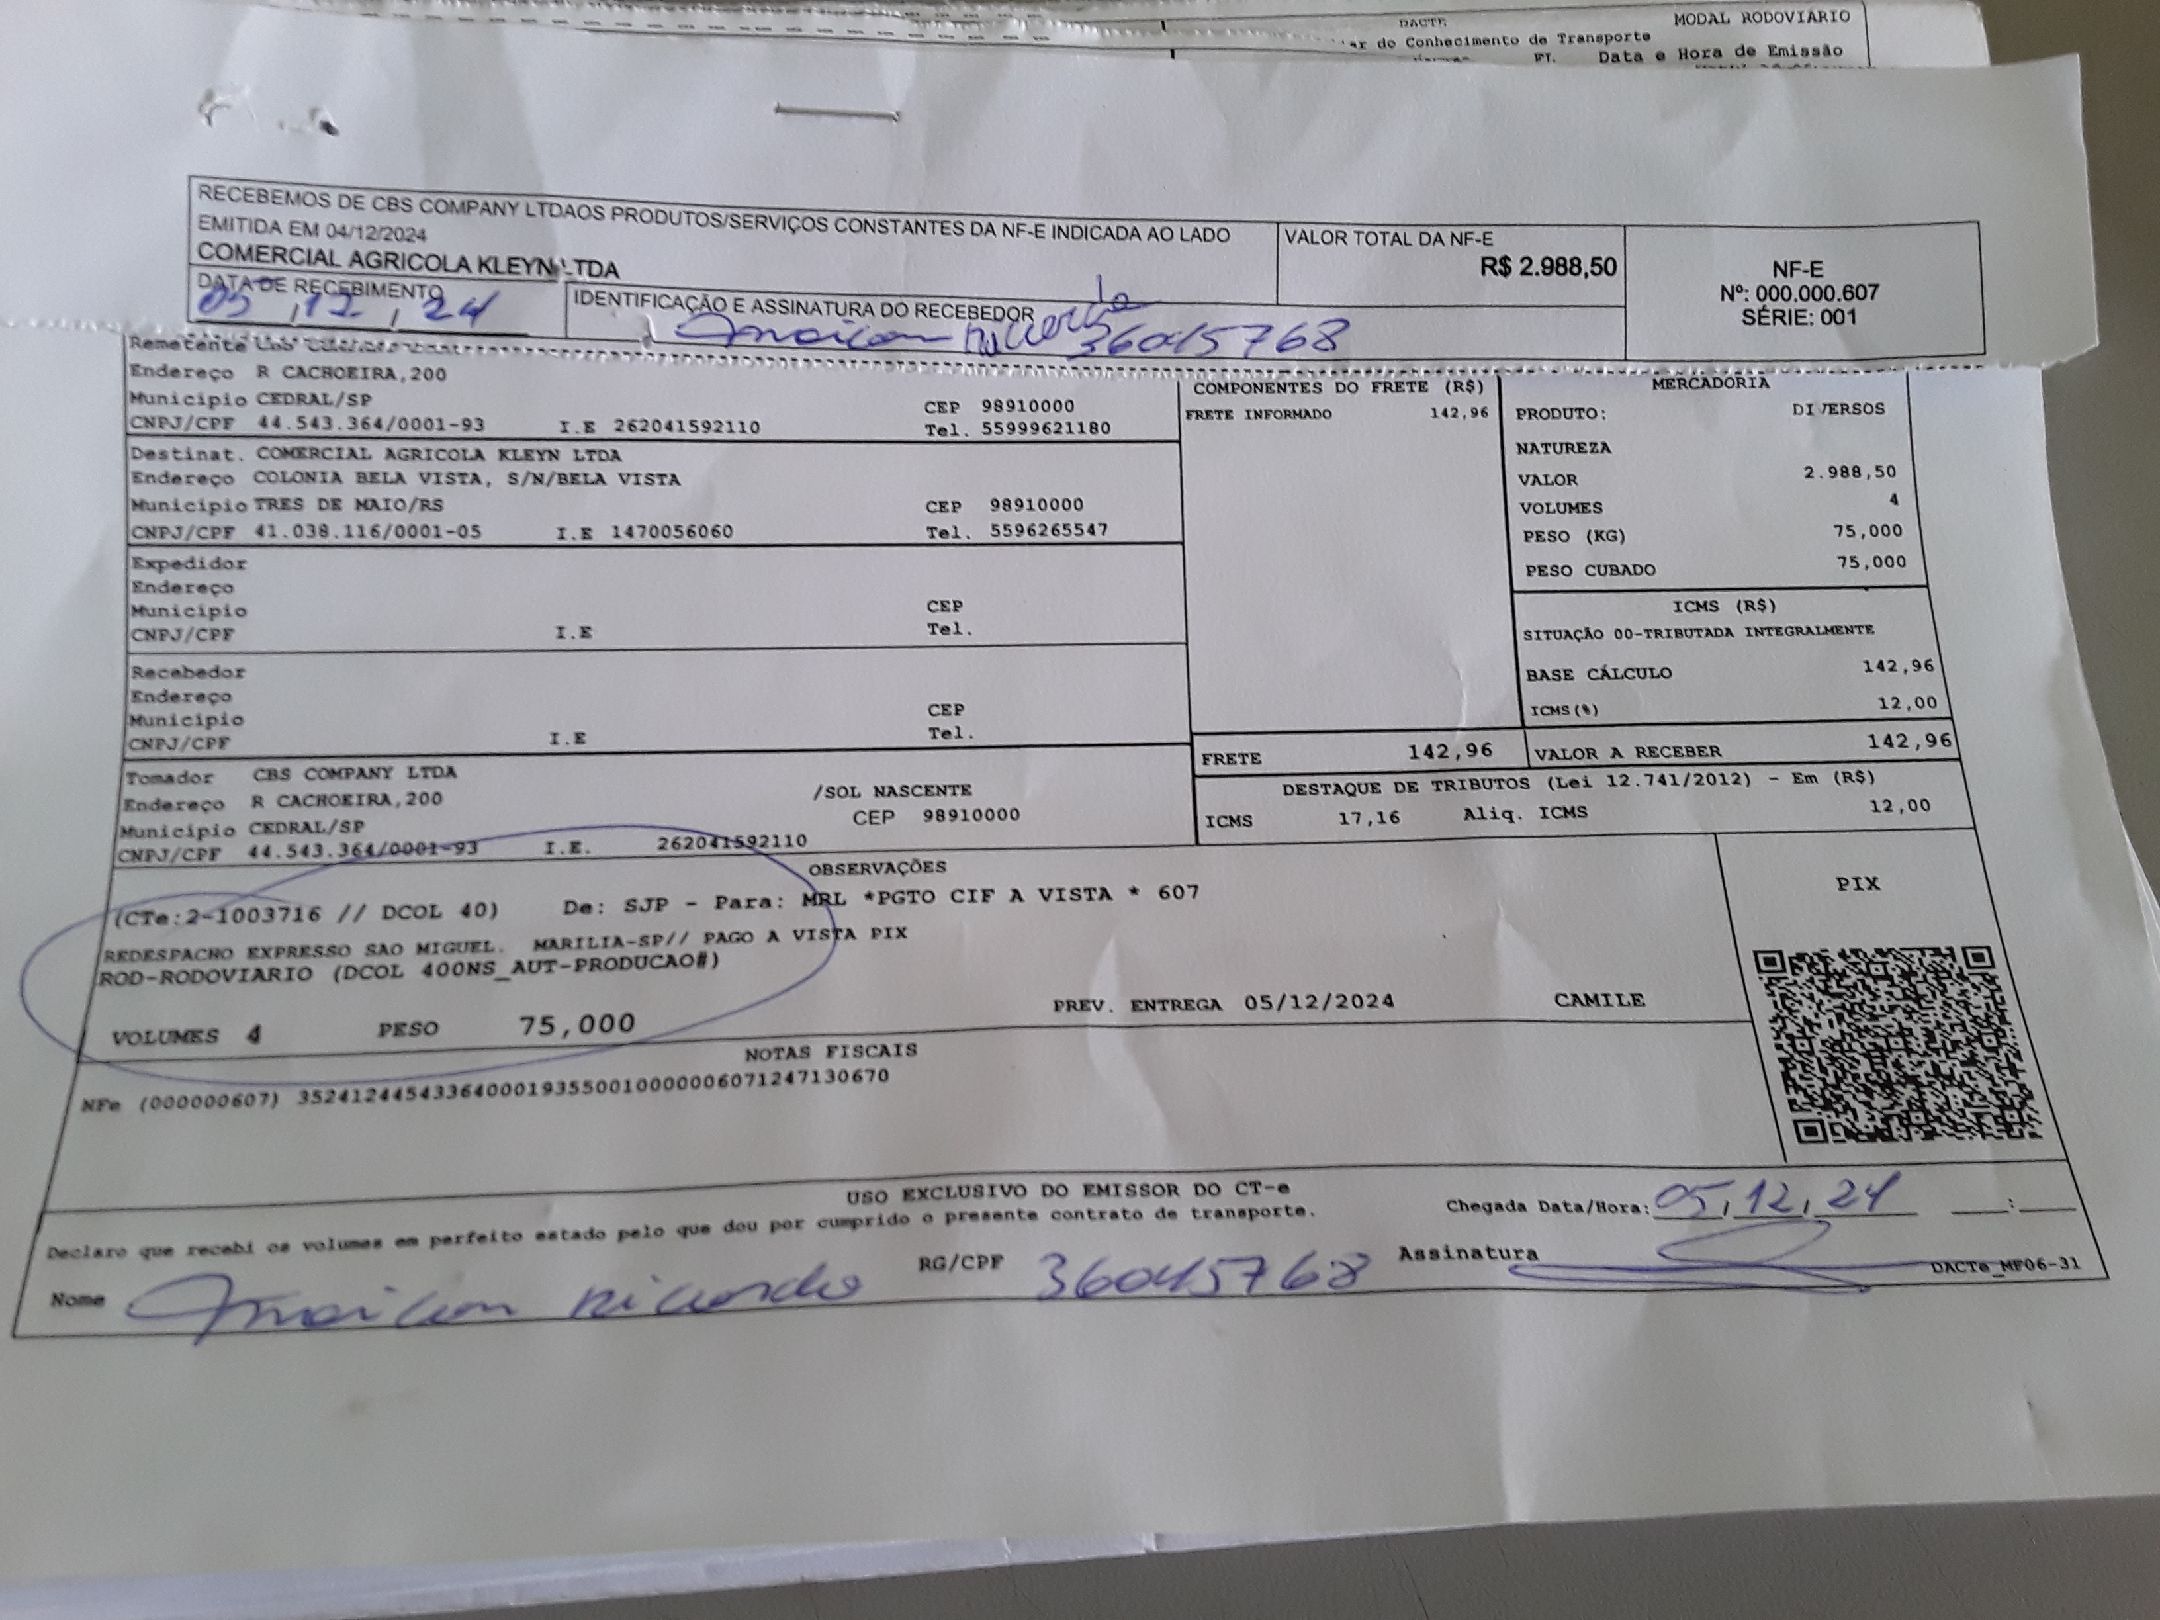 DACTE
MODAL RODOVIÁRIO
ar do Conhecimento de Transporte
Data e Hora de Emissão
RECEBEMOS DE CBS COMPANY LTDAOS PRODUTOS/SERVIÇOS CONSTANTES DA NF-E INDICADA AO LADO
EMITIDA EM 04/12/2024
COMERCIAL AGRICOLA KLEYN LTDA
VALOR TOTAL DA NF-E
R$ 2.988,50
NF-E
Nº: 000.000.607
SÉRIE: 001
DATA DE RECEBIMENTO
05, 12, 24
IDENTIFICAÇÃO E ASSINATURA DO RECEBEDOR
Maicon Ricardo
36045768
Remetente
Endereço R CACHOEIRA,200
Município CEDRAL/SP CEP 98910000
CNPJ/CPF 44.543.364/0001-93 I.E 262041592110 Tel. 55999621180
Destinat. COMERCIAL AGRICOLA KLEYN LTDA
Endereço COLONIA BELA VISTA, S/N/BELA VISTA
Município TRES DE MAIO/RS CEP 98910000
CNPJ/CPF 41.038.116/0001-05 I.E 1470056060 Tel. 5596265547
Expedidor
Endereço
Município CEP
CNPJ/CPF I.E Tel.
Recebedor
Endereço
Município CEP
CNPJ/CPF I.E Tel.
Tomador CBS COMPANY LTDA
Endereço R CACHOEIRA,200 /SOL NASCENTE
Município CEDRAL/SP CEP 98910000
CNPJ/CPF 44.543.364/0001-93 I.E. 262041592110
COMPONENTES DO FRETE (R$)
FRETE INFORMADO 142,96
MERCADORIA
PRODUTO: DIVERSOS
NATUREZA
VALOR 2.988,50
VOLUMES 4
PESO (KG) 75,000
PESO CUBADO 75,000
ICMS (R$)
SITUAÇÃO 00-TRIBUTADA INTEGRALMENTE
BASE CÁLCULO 142,96
ICMS(%) 12,00
FRETE 142,96
VALOR A RECEBER 142,96
DESTAQUE DE TRIBUTOS (Lei 12.741/2012) - Em (R$)
ICMS 17,16 Aliq. ICMS 12,00
OBSERVAÇÕES
(CTe:2-1003716 // DCOL 40) De: SJP - Para: MRL *PGTO CIF A VISTA * 607
REDESPACHO EXPRESSO SAO MIGUEL. MARILIA-SP// PAGO A VISTA PIX
ROD-RODOVIARIO (DCOL 400NS_AUT-PRODUCAO#)
PREV. ENTREGA 05/12/2024 CAMILE
VOLUMES 4 PESO 75,000
PIX
NOTAS FISCAIS
NFe (000000607) 35241244543364000193550010000006071247130670
USO EXCLUSIVO DO EMISSOR DO CT-e
Declaro que recebi os volumes em perfeito estado pelo que dou por cumprido o presente contrato de transporte.
Chegada Data/Hora: 05, 12, 24 :
Nome Maicon Ricardo RG/CPF 36045768 Assinatura
DACTe_MF06-31